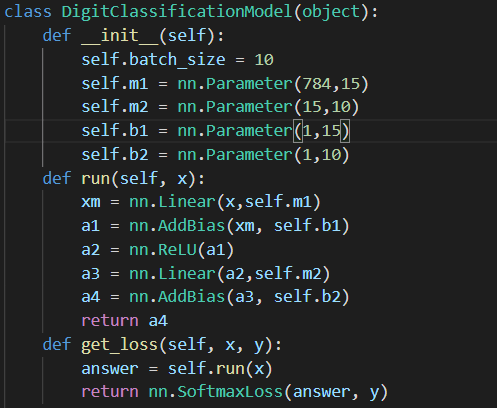 class DigitClassificationModel(object):
    def __init__(self):
        self.batch_size = 10
        self.m1 = nn.Parameter(784,15)
        self.m2 = nn.Parameter(15,10)
        self.b1 = nn.Parameter(1,15)
        self.b2 = nn.Parameter(1,10)
    def run(self, x):
        xm = nn.Linear(x,self.m1)
        a1 = nn.AddBias(xm, self.b1)
        a2 = nn.ReLU(a1)
        a3 = nn.Linear(a2,self.m2)
        a4 = nn.AddBias(a3, self.b2)
        return a4
    def get_loss(self, x, y):
        answer = self.run(x)
        return nn.SoftmaxLoss(answer, y)